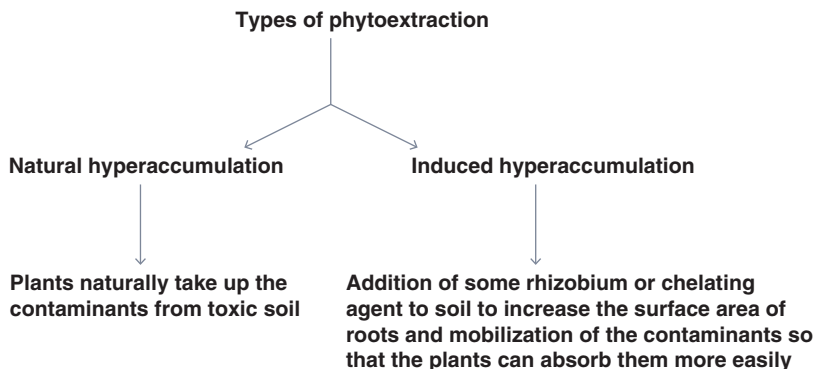 Types of phytoextraction
Natural hyperaccumulation
Induced hyperaccumulation
Plants naturally take up the
contaminants from toxic soil
Addition of some rhizobium or chelating
agent to soil to increase the surface area of
roots and mobilization of the contaminants so
that the plants can absorb them more easily